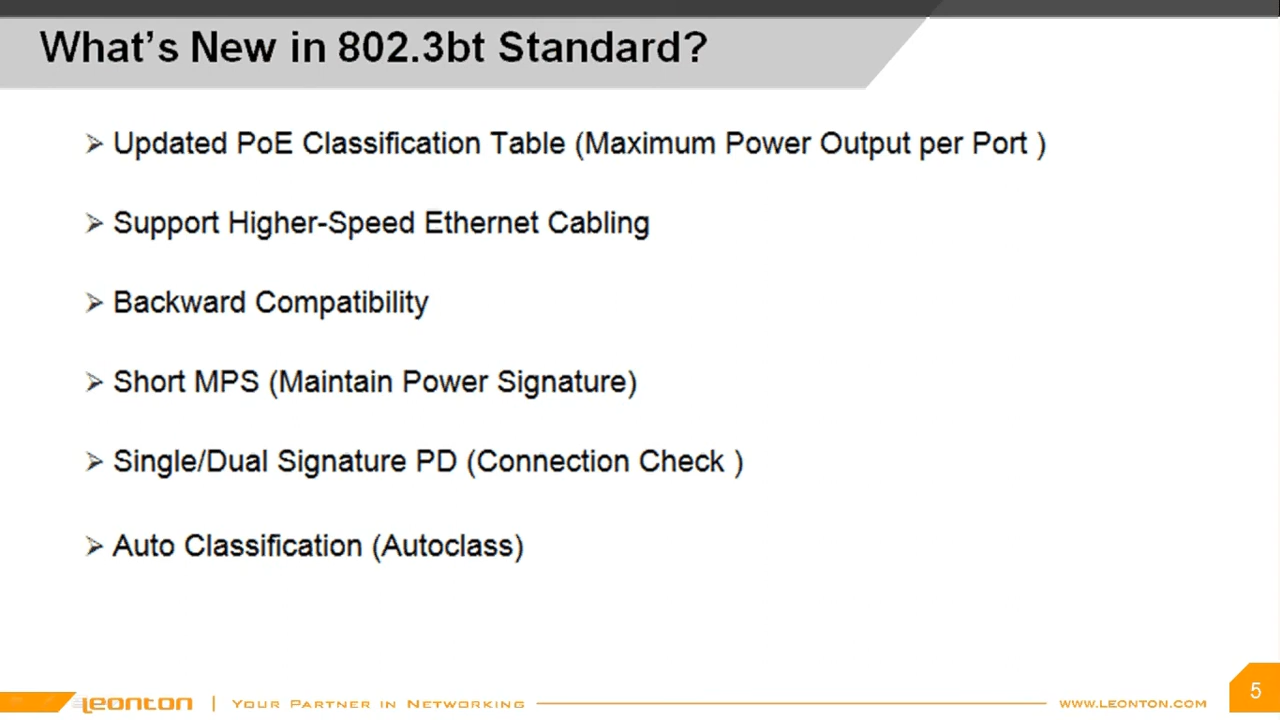 What's New in 802.3bt Standard?
Updated PoE Classification Table (Maximum Power Output per Port )
Support Higher-Speed Ethernet Cabling
Backward Compatibility
Short MPS (Maintain Power Signature)
Single/Dual Signature PD (Connection Check )
Auto Classification (Autoclass)
Leonton | Your Partner in Networking
www.leonton.com
5